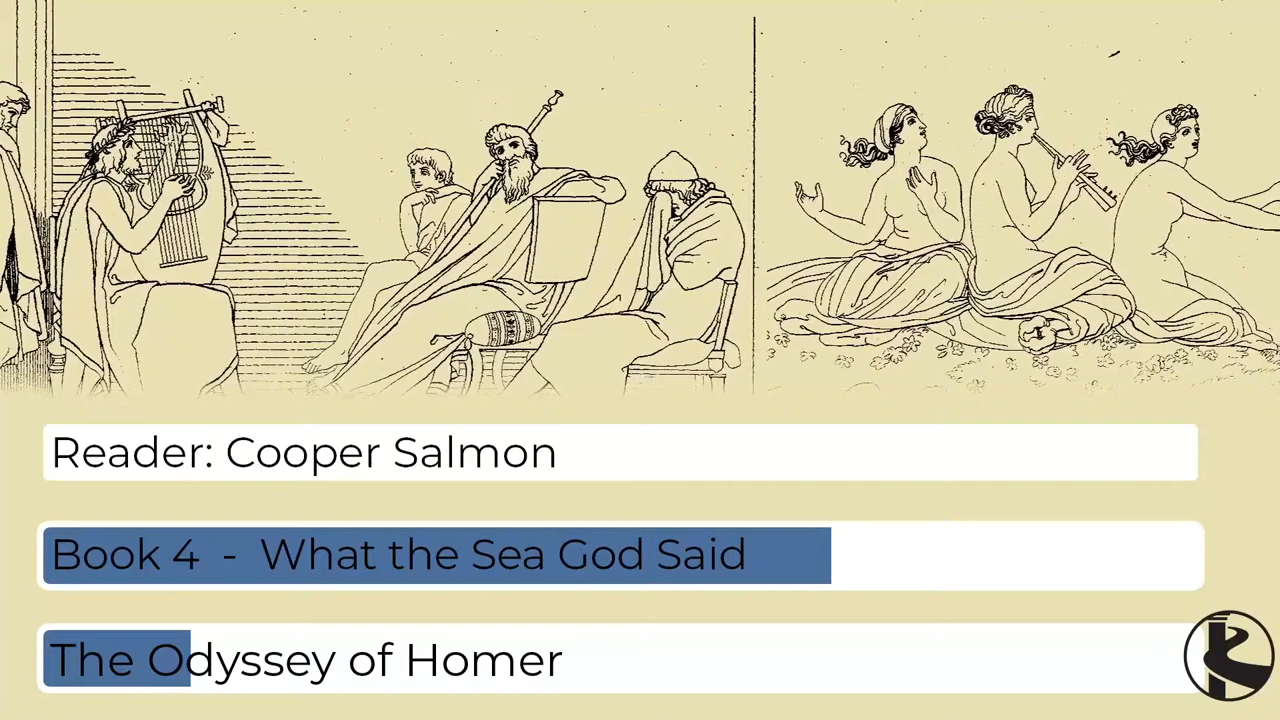 Reader: Cooper Salmon
Book 4 - What the Sea God Said
The Odyssey of Homer